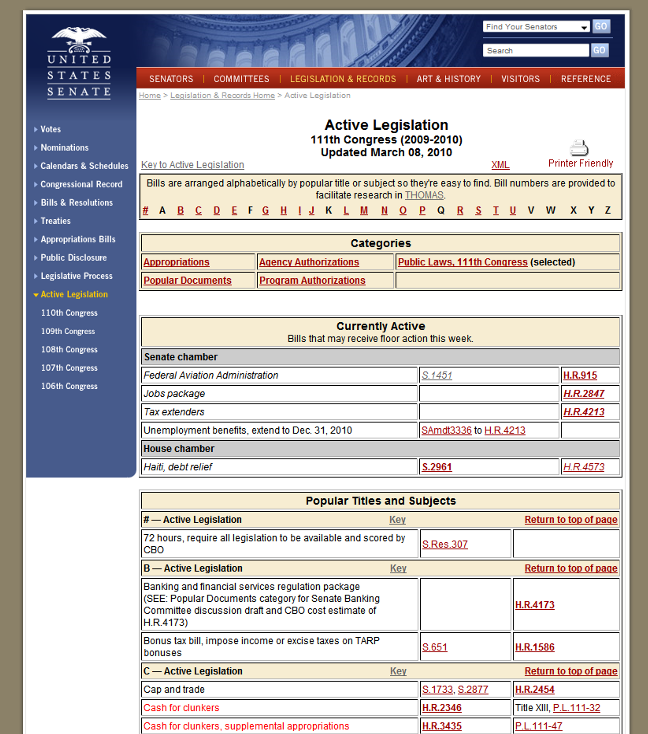 UNITED
STATES
SENATE
Find Your Senators GO
Search GO
SENATORS | COMMITTEES | LEGISLATION & RECORDS | ART & HISTORY | VISITORS | REFERENCE
Home > Legislation & Records Home > Active Legislation
Votes
Nominations
Calendars & Schedules
Congressional Record
Bills & Resolutions
Treaties
Appropriations Bills
Public Disclosure
Legislative Process
Active Legislation
110th Congress
109th Congress
108th Congress
107th Congress
106th Congress
Active Legislation
111th Congress (2009-2010)
Updated March 08, 2010
Key to Active Legislation XML Printer Friendly
Bills are arranged alphabetically by popular title or subject so they're easy to find. Bill numbers are provided to
facilitate research in THOMAS.
# A B C D E F G H I J K L M N O P Q R S T U V W X Y Z
Categories
Appropriations Agency Authorizations Public Laws, 111th Congress (selected)
Popular Documents Program Authorizations
Currently Active
Bills that may receive floor action this week.
Senate chamber
Federal Aviation Administration S.1451 H.R.915
Jobs package H.R.2847
Tax extenders H.R.4213
Unemployment benefits, extend to Dec. 31, 2010 SAmdt3336 to H.R.4213
House chamber
Haiti, debt relief S.2961 H.R.4573
Popular Titles and Subjects
# — Active Legislation Key Return to top of page
72 hours, require all legislation to be available and scored by
CBO S.Res.307
B — Active Legislation Key Return to top of page
Banking and financial services regulation package
(SEE: Popular Documents category for Senate Banking
Committee discussion draft and CBO cost estimate of
H.R.4173) H.R.4173
Bonus tax bill, impose income or excise taxes on TARP
bonuses S.651 H.R.1586
C — Active Legislation Key Return to top of page
Cap and trade S.1733, S.2877 H.R.2454
Cash for clunkers H.R.2346 Title XIII, P.L.111-32
Cash for clunkers, supplemental appropriations H.R.3435 P.L.111-47